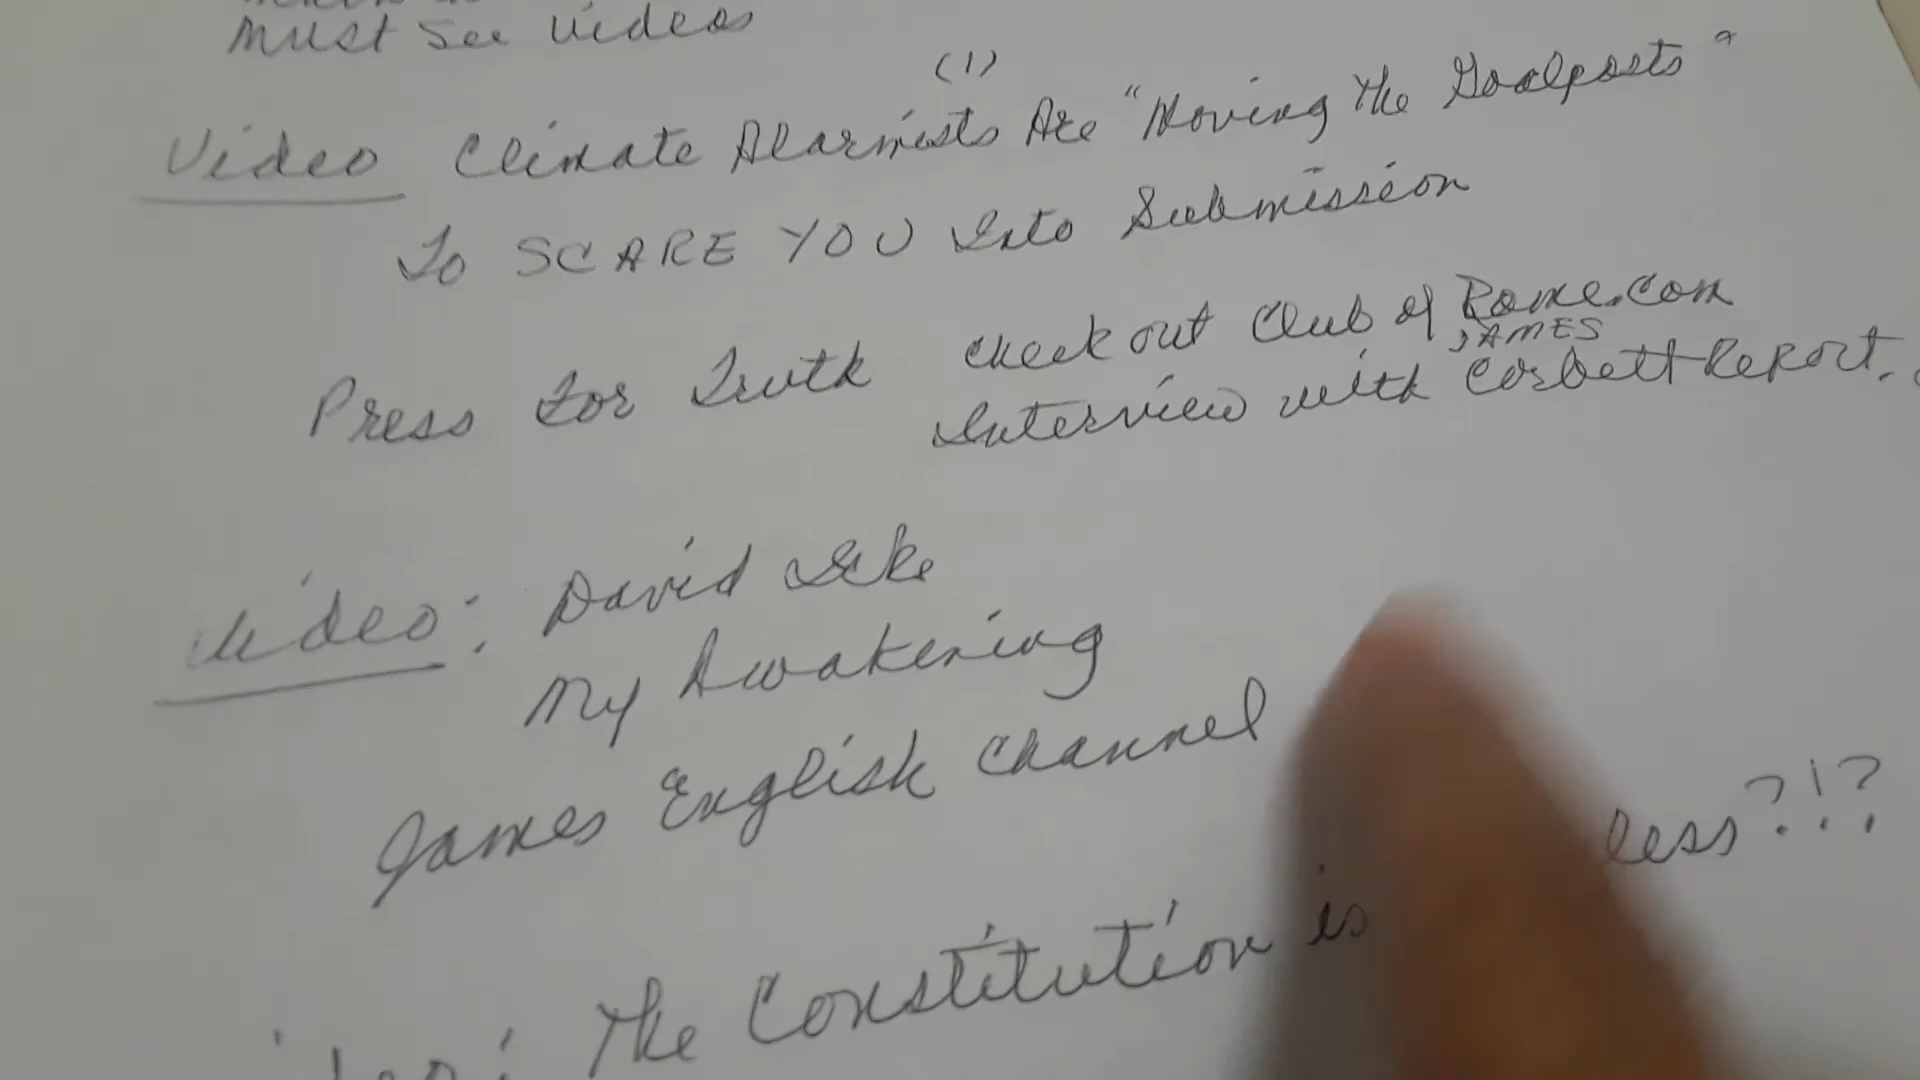 Must See Videos
(1)
Video Climate Alarmists Are "Moving The Goalposts"
To SCARE YOU Into Submission
Press For Truth check out Club of Rome.com
JAMES
Interview with Corbett Report.
Video: David Icke
My Awakening
James English Channel
less?!?
The Constitution is